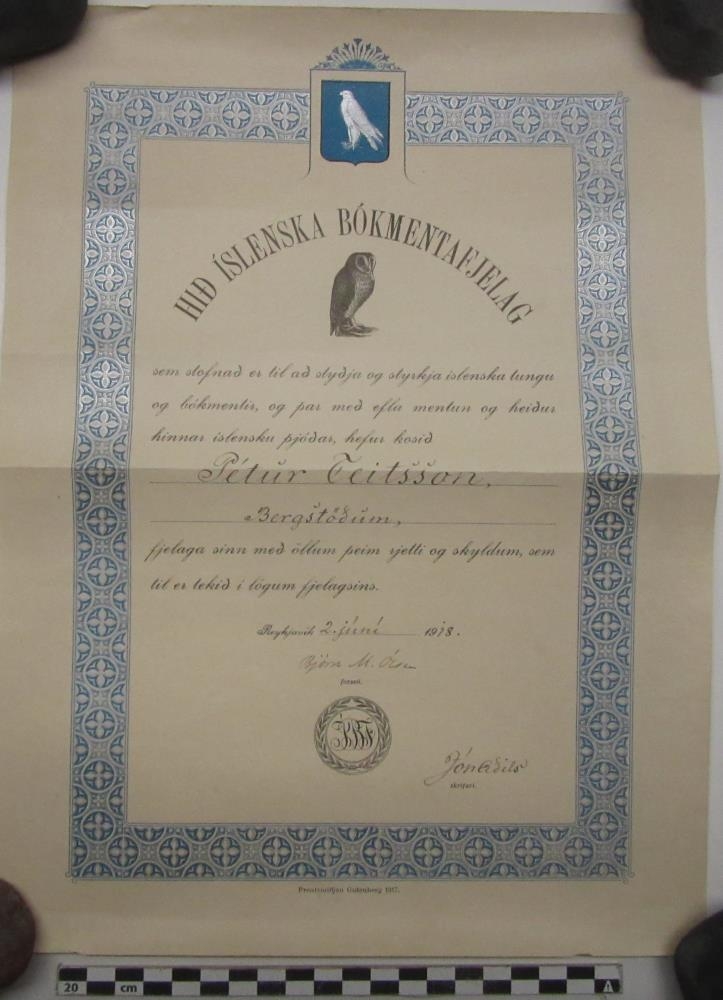 HIÐ ÍSLENSKA BÓKMENTAFJELAG
sem stofnað er til að styðja og styrkja íslenska tungu
og bókmentir, og þar með efla mentun og heiður
hinnar íslensku þjóðar, hefur kosið
Pétur Teitsson,
Bergstöðum,
fjelaga sinn með öllum þeim rjetti og skyldum, sem
til er tekið í lögum fjelagsins.
Reykjavík 2. júní 1918.
Björn M. Ólsen
forseti.
ÍBF
Jón Aðils
skrifari.
Prentsmiðjan Gutenberg 1917.
20 cm